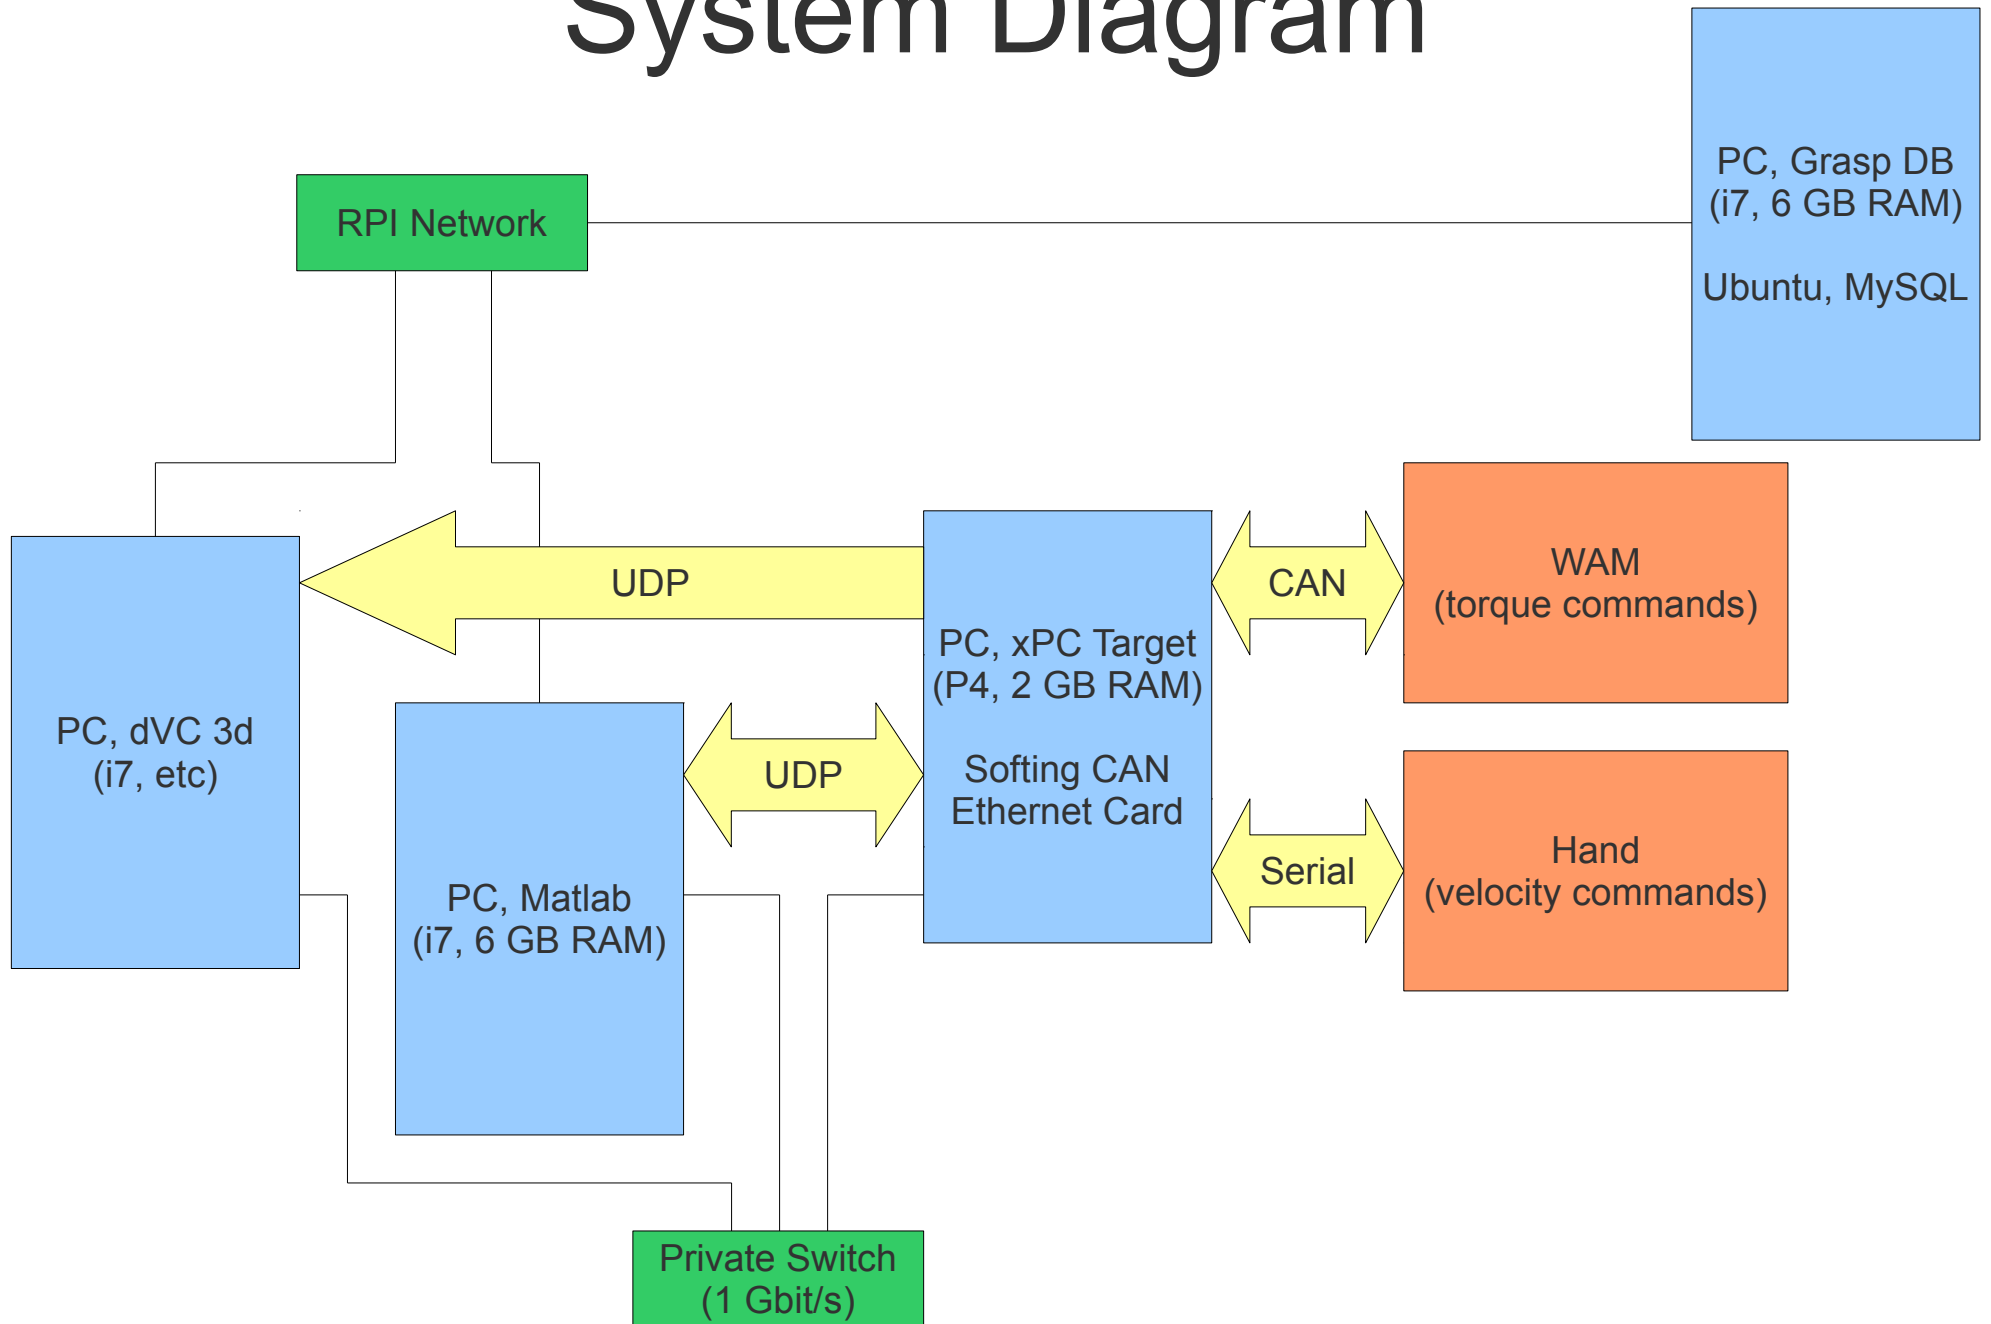 System Diagram
PC, Grasp DB
(i7, 6 GB RAM)
Ubuntu, MySQL
RPI Network
UDP
CAN
WAM
(torque commands)
PC, xPC Target
(P4, 2 GB RAM)
Softing CAN
Ethernet Card
PC, dVC 3d
(i7, etc)
UDP
Serial
Hand
(velocity commands)
PC, Matlab
(i7, 6 GB RAM)
Private Switch
(1 Gbit/s)